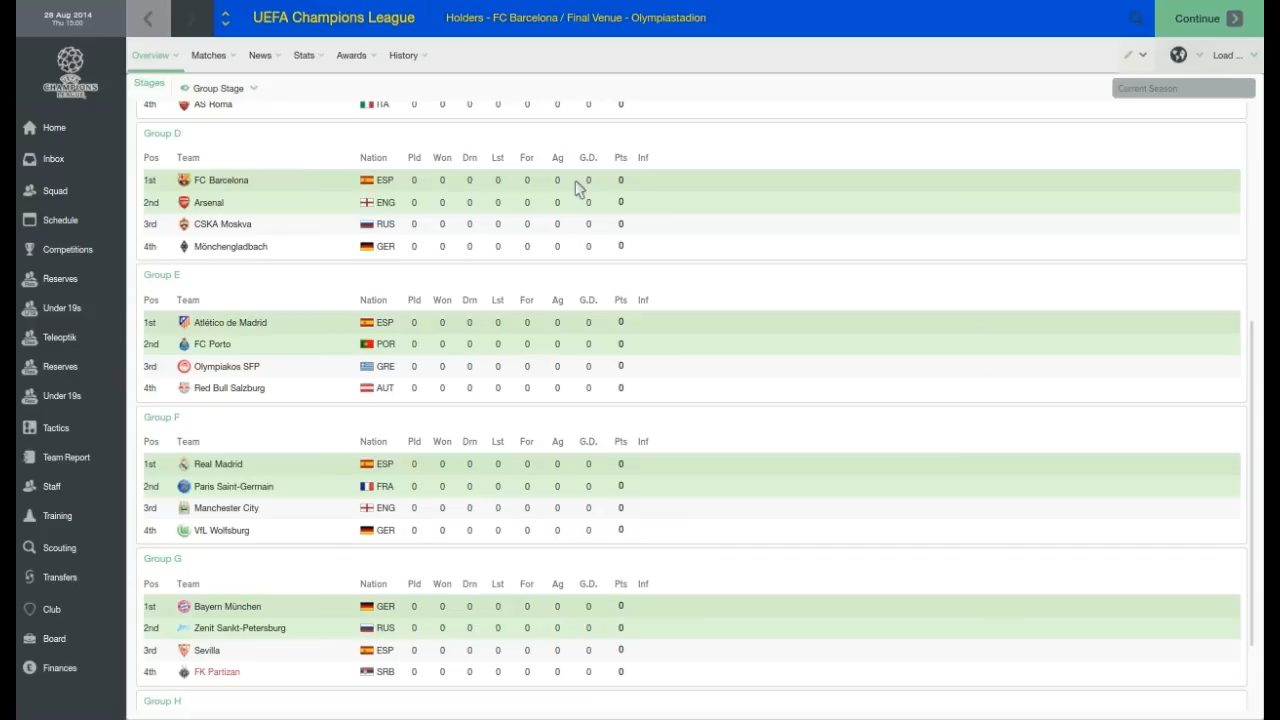 28 Aug 2014
Thu 15:00
UEFA Champions League
Holders - FC Barcelona / Final Venue - Olympiastadion
Continue
CHAMPIONS
LEAGUE
Overview
Matches
News
Stats
Awards
History
Load ...
Stages
Group Stage
Current Season
Home
Inbox
Squad
Schedule
Competitions
Reserves
Under 19s
Teleoptik
Reserves
Under 19s
Tactics
Team Report
Staff
Training
Scouting
Transfers
Club
Board
Finances
4th AS Roma ITA 0 0 0 0 0 0 0 0
Group D
Pos Team Nation Pld Won Drn Lst For Ag G.D. Pts Inf
1st FC Barcelona ESP 0 0 0 0 0 0 0 0
2nd Arsenal ENG 0 0 0 0 0 0 0 0
3rd CSKA Moskva RUS 0 0 0 0 0 0 0 0
4th Mönchengladbach GER 0 0 0 0 0 0 0 0
Group E
Pos Team Nation Pld Won Drn Lst For Ag G.D. Pts Inf
1st Atlético de Madrid ESP 0 0 0 0 0 0 0 0
2nd FC Porto POR 0 0 0 0 0 0 0 0
3rd Olympiakos SFP GRE 0 0 0 0 0 0 0 0
4th Red Bull Salzburg AUT 0 0 0 0 0 0 0 0
Group F
Pos Team Nation Pld Won Drn Lst For Ag G.D. Pts Inf
1st Real Madrid ESP 0 0 0 0 0 0 0 0
2nd Paris Saint-Germain FRA 0 0 0 0 0 0 0 0
3rd Manchester City ENG 0 0 0 0 0 0 0 0
4th VfL Wolfsburg GER 0 0 0 0 0 0 0 0
Group G
Pos Team Nation Pld Won Drn Lst For Ag G.D. Pts Inf
1st Bayern München GER 0 0 0 0 0 0 0 0
2nd Zenit Sankt-Petersburg RUS 0 0 0 0 0 0 0 0
3rd Sevilla ESP 0 0 0 0 0 0 0 0
4th FK Partizan SRB 0 0 0 0 0 0 0 0
Group H